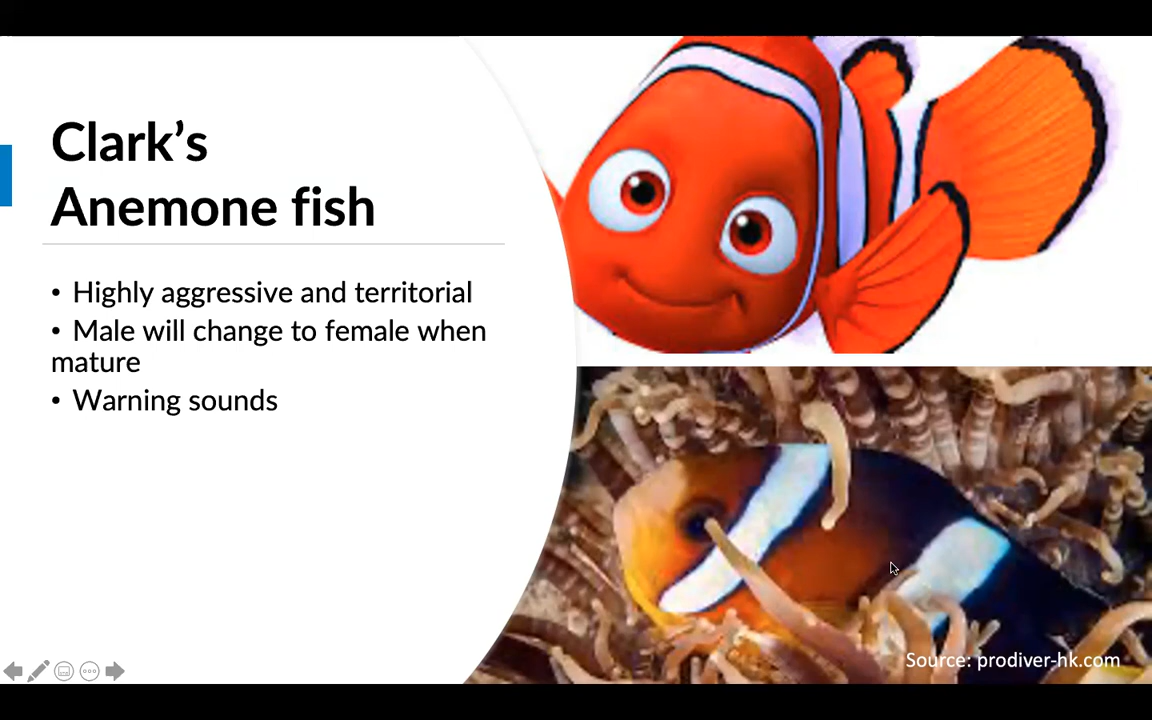 Clark’s
Anemone fish
• Highly aggressive and territorial
• Male will change to female when
mature
• Warning sounds
Source: prodiver-hk.com